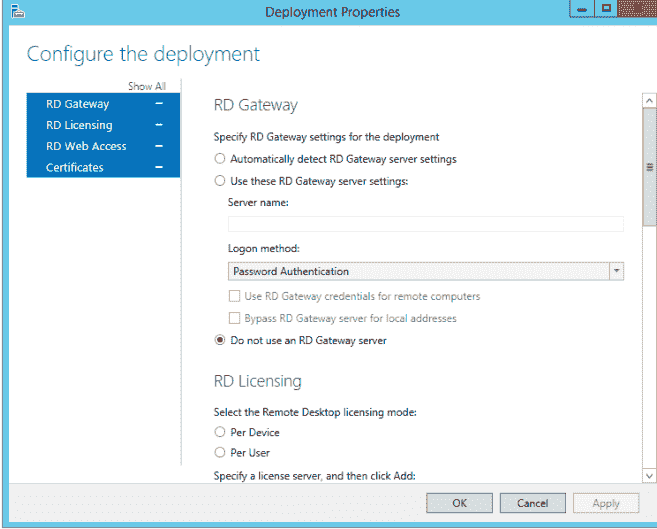 Deployment Properties
Configure the deployment
Show All
RD Gateway
RD Licensing
RD Web Access
Certificates
RD Gateway
Specify RD Gateway settings for the deployment
Automatically detect RD Gateway server settings
Use these RD Gateway server settings:
Server name:
Logon method:
Password Authentication
Use RD Gateway credentials for remote computers
Bypass RD Gateway server for local addresses
Do not use an RD Gateway server
RD Licensing
Select the Remote Desktop licensing mode:
Per Device
Per User
Specify a license server, and then click Add:
OK Cancel Apply